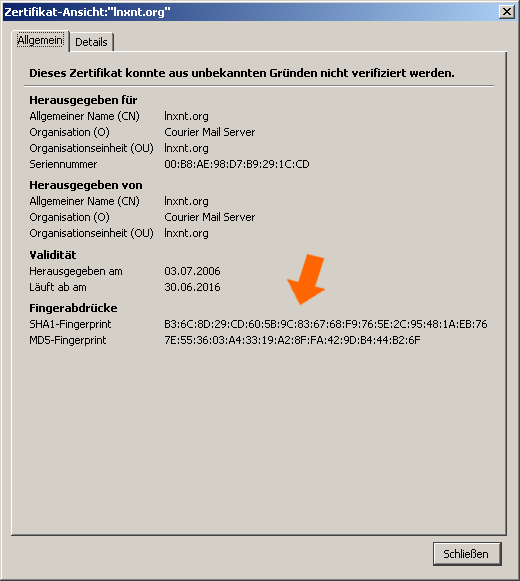 Zertifikat-Ansicht:"lnxnt.org"
Allgemein Details
Dieses Zertifikat konnte aus unbekannten Gründen nicht verifiziert werden.
Herausgegeben für
Allgemeiner Name (CN) lnxnt.org
Organisation (O) Courier Mail Server
Organisationseinheit (OU) lnxnt.org
Seriennummer 00:B8:AE:98:D7:B9:29:1C:CD
Herausgegeben von
Allgemeiner Name (CN) lnxnt.org
Organisation (O) Courier Mail Server
Organisationseinheit (OU) lnxnt.org
Validität
Herausgegeben am 03.07.2006
Läuft ab am 30.06.2016
Fingerabdrücke
SHA1-Fingerprint B3:6C:8D:29:CD:60:5B:9C:83:67:68:F9:76:5E:2C:95:48:1A:EB:76
MD5-Fingerprint 7E:55:36:03:A4:33:19:A2:8F:FA:42:9D:B4:44:B2:6F
Schließen